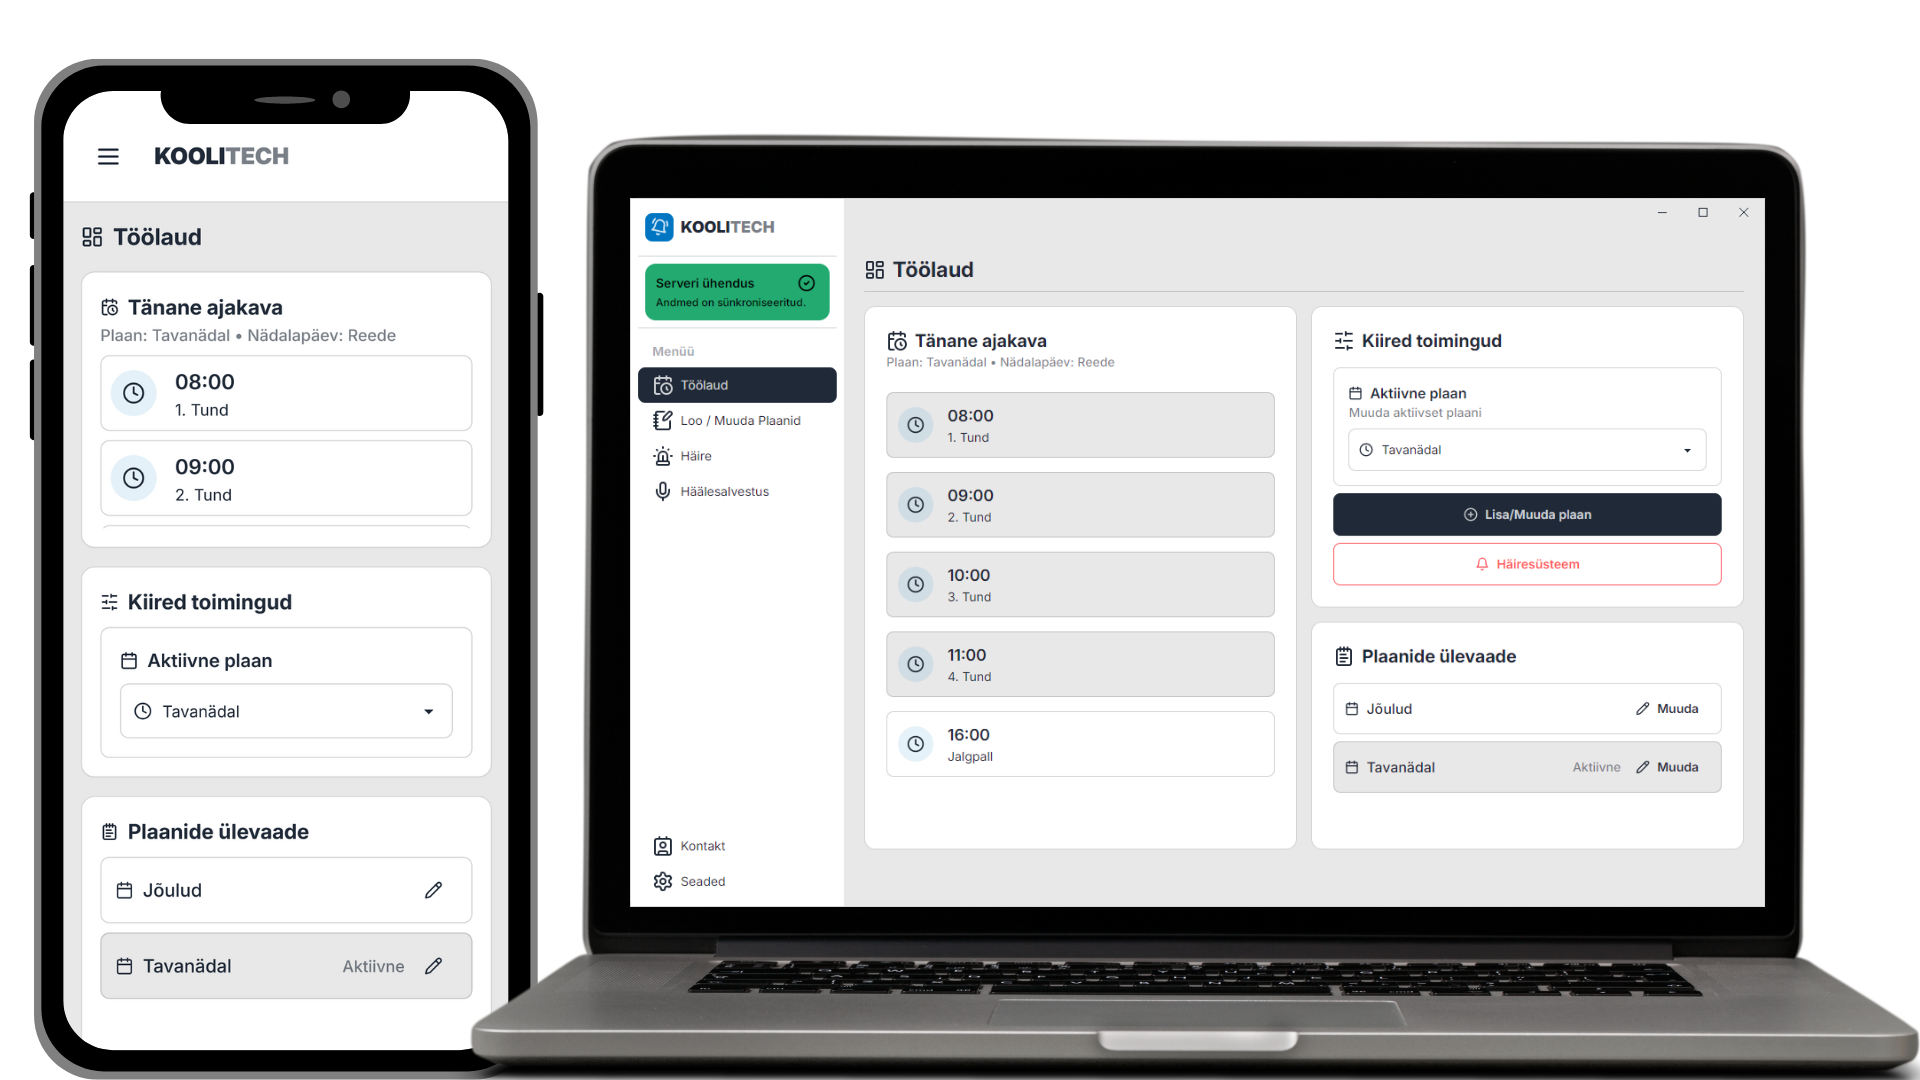 KOOLITECH
Töölaud
Tänane ajakava
Plaan: Tavanädal • Nädalapäev: Reede
08:00
1. Tund
09:00
2. Tund
Kiired toimingud
Aktiivne plaan
Tavanädal
Plaanide ülevaade
Jõulud
Tavanädal Aktiivne
KOOLITECH
Serveri ühendus
Andmed on sünkroniseeritud.
Menüü
Töölaud
Loo / Muuda Plaanid
Häire
Häälesalvestus
Kontakt
Seaded
Töölaud
Tänane ajakava
Plaan: Tavanädal • Nädalapäev: Reede
08:00
1. Tund
09:00
2. Tund
10:00
3. Tund
11:00
4. Tund
16:00
Jalgpall
Kiired toimingud
Aktiivne plaan
Muuda aktiivset plaani
Tavanädal
Lisa/Muuda plaan
Häiresüsteem
Plaanide ülevaade
Jõulud Muuda
Tavanädal Aktiivne Muuda